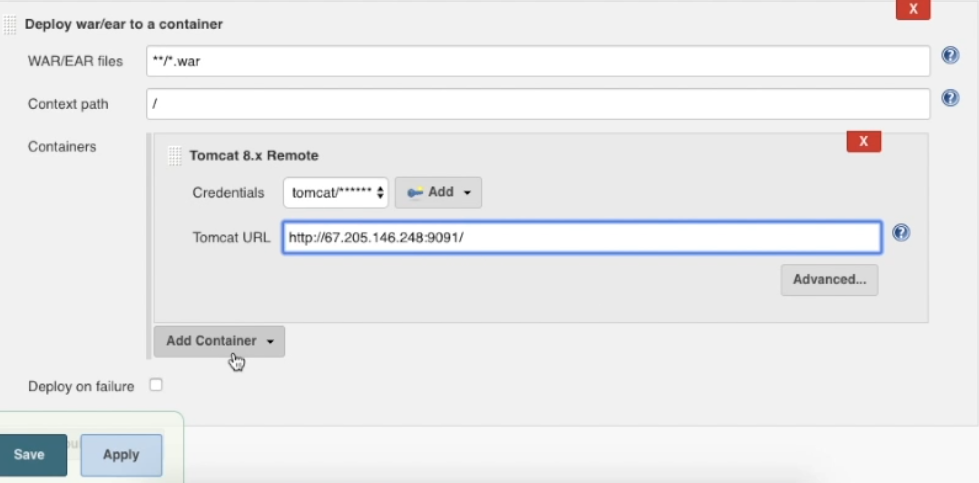 X
Deploy war/ear to a container
WAR/EAR files **/*.war
Context path /
Containers
X
Tomcat 8.x Remote
Credentials tomcat/****** Add
Tomcat URL http://67.205.146.248:9091/
Advanced...
Add Container
Deploy on failure
Save Apply